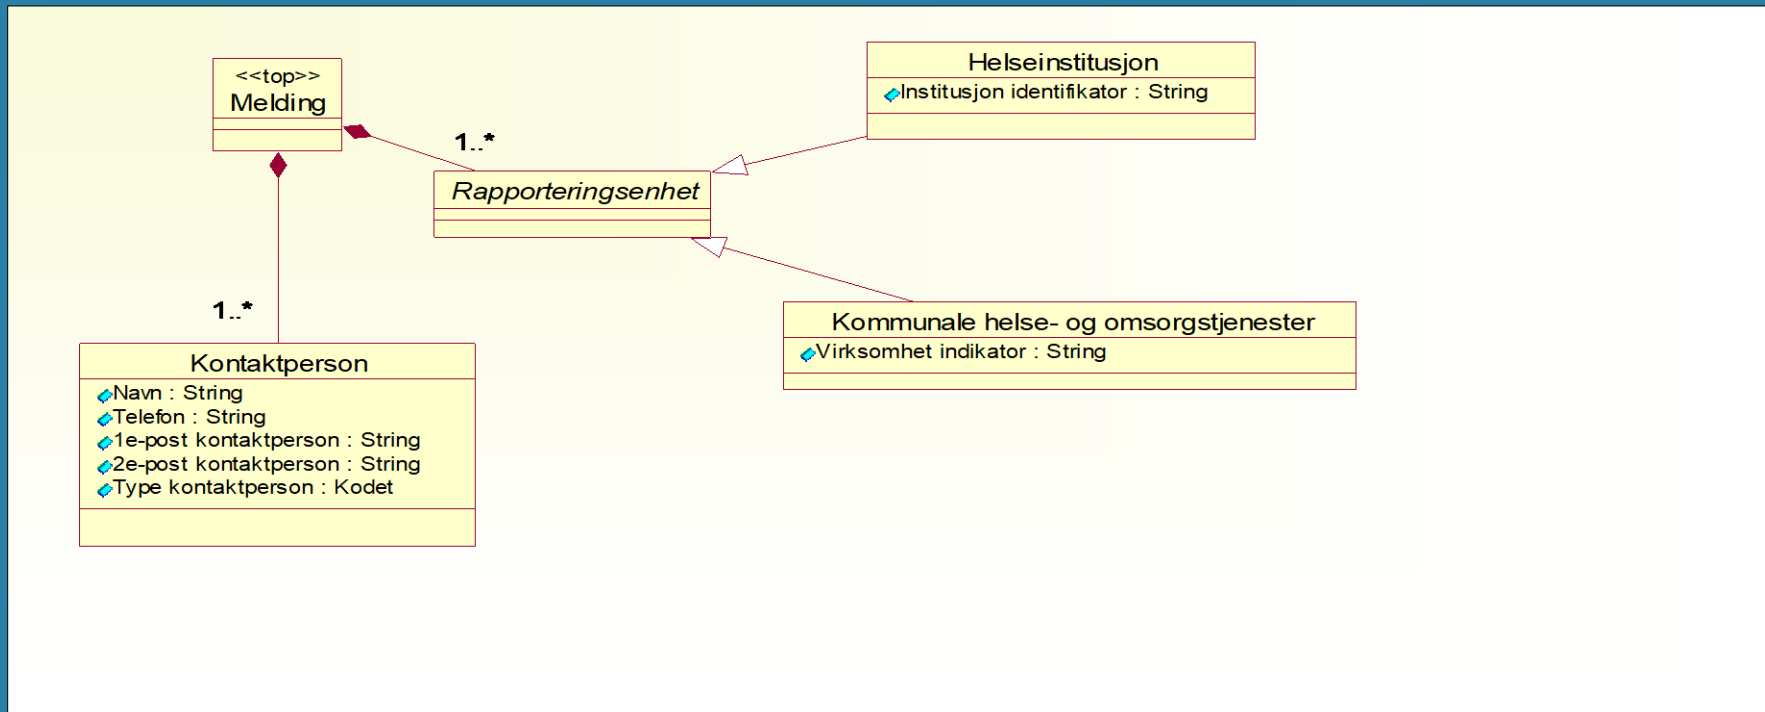 <<top>>
Melding
1..*
Rapporteringsenhet
Helseinstitusjon
Institusjon identifikator : String
Kommunale helse- og omsorgstjenester
Virksomhet indikator : String
1..*
Kontaktperson
Navn : String
Telefon : String
1e-post kontaktperson : String
2e-post kontaktperson : String
Type kontaktperson : Kodet